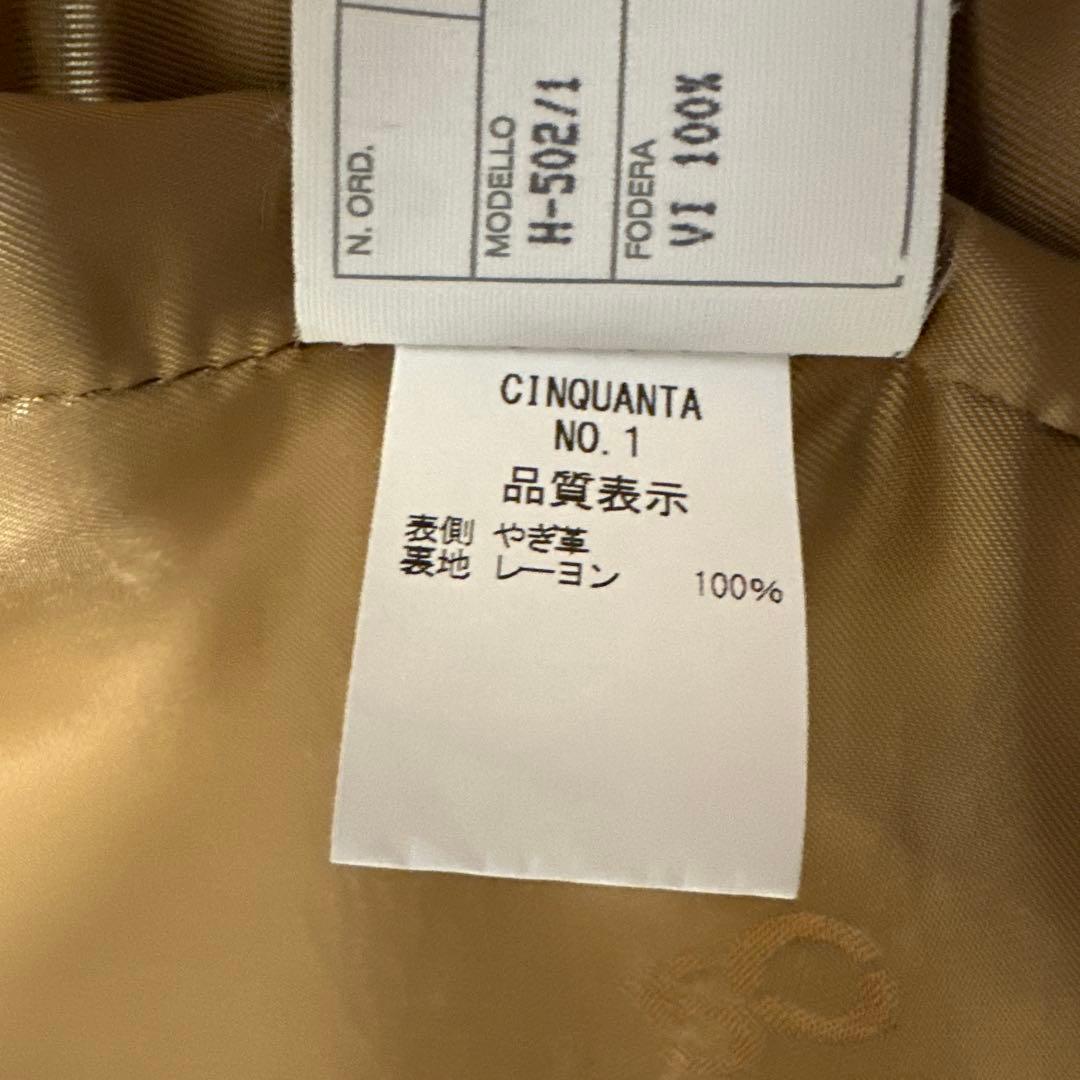 N. ORD.
MODELLO
H-502/1
FODERA
VI 100%
CINQUANTA
NO. 1
品質表示
表側 やぎ革
裏地 レーヨン 100%